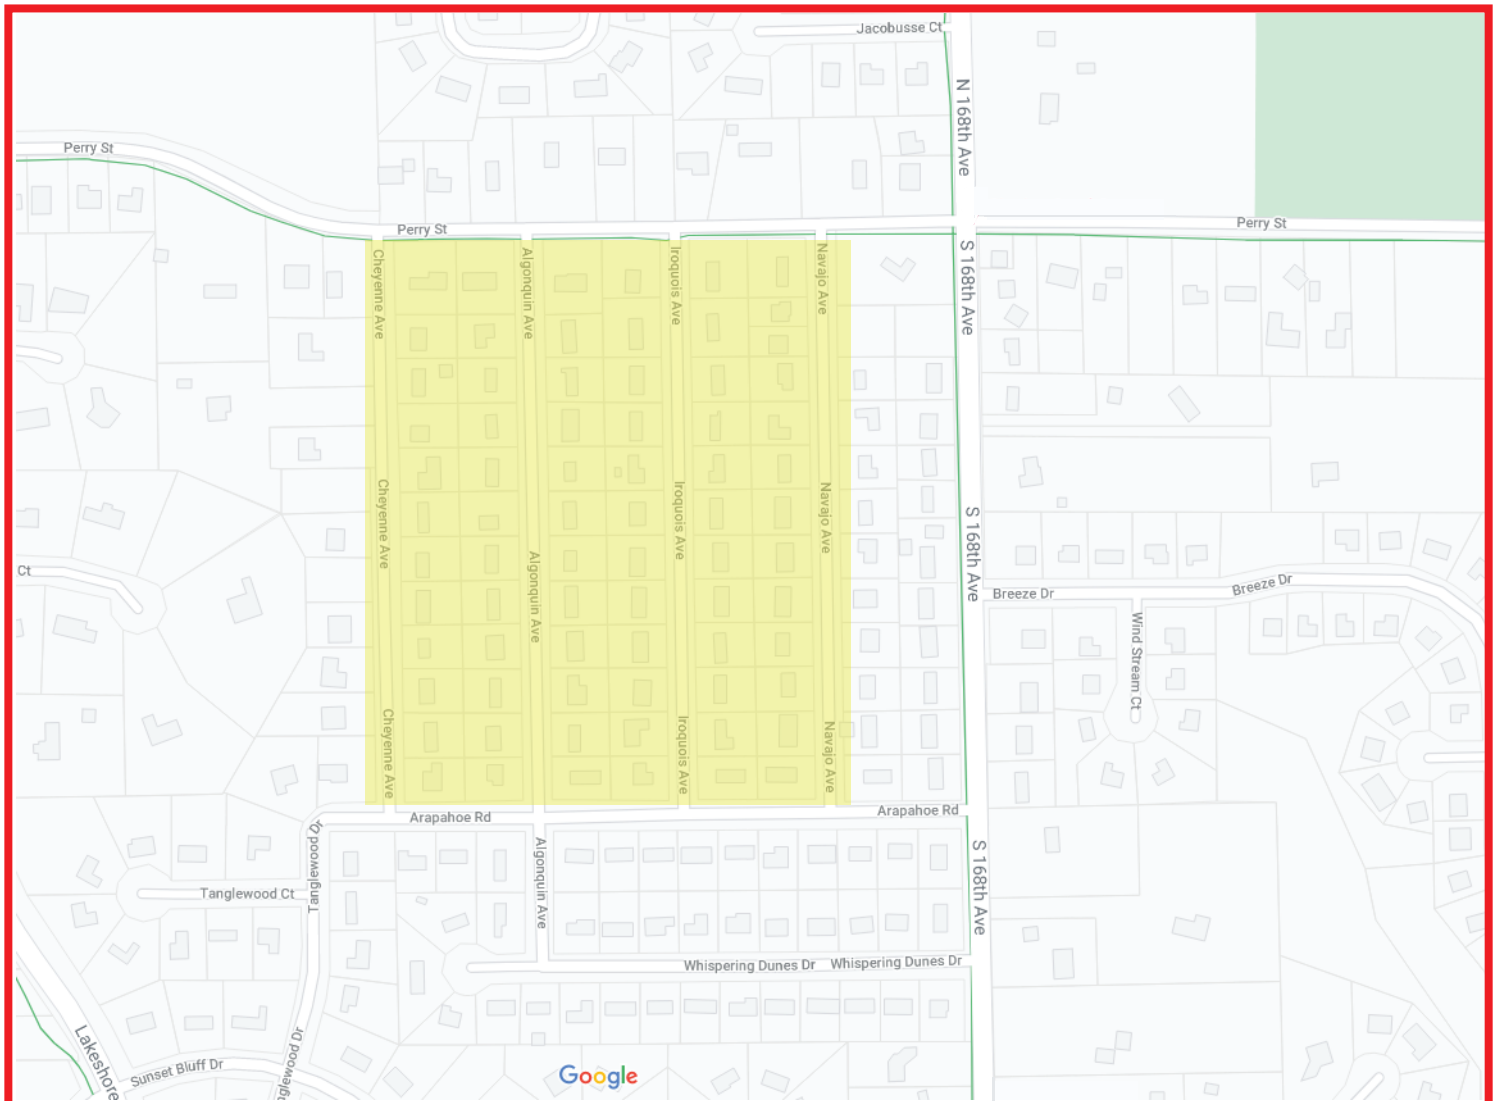 Jacobusse Ct
N 168th Ave
Perry St
Perry St
Perry St
Cheyenne Ave
Algonquin Ave
Iroquois Ave
Navajo Ave
S 168th Ave
Cheyenne Ave
Iroquois Ave
Navajo Ave
S 168th Ave
Ct
Algonquin Ave
Breeze Dr
Breeze Dr
Wind Stream Ct
Cheyenne Ave
Iroquois Ave
Navajo Ave
Arapahoe Rd
Arapahoe Rd
Tanglewood Dr
Algonquin Ave
S 168th Ave
Tanglewood Ct
Whispering Dunes Dr
Whispering Dunes Dr
Lakeshore
Sunset Bluff Dr
nglewood Dr
Google